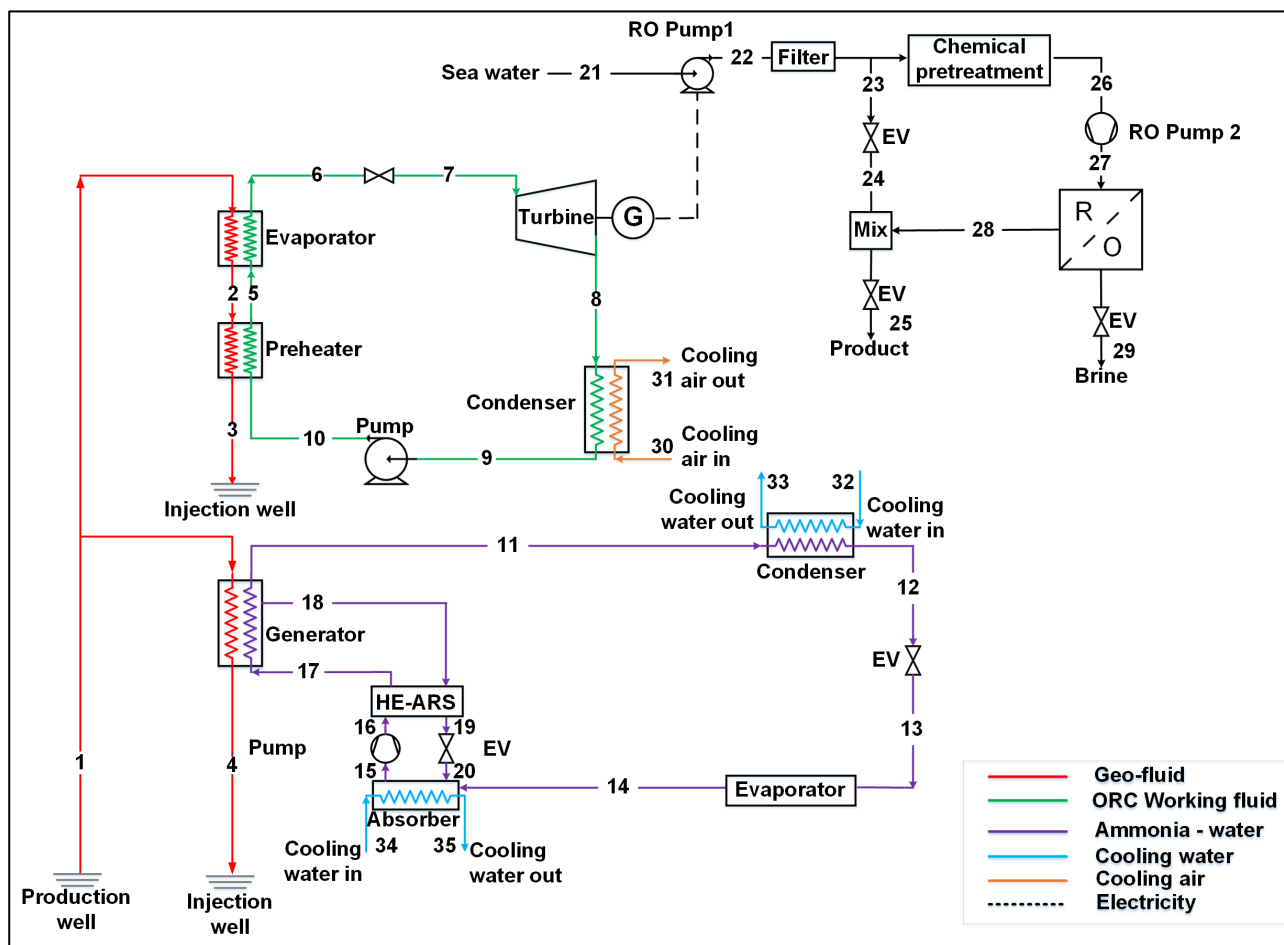 RO Pump1
Sea water
21
22
Filter
Chemical
pretreatment
23
26
EV
RO Pump 2
24
27
Mix
28
R
O
EV
25
Product
EV
29
Brine
6
7
Turbine
G
Evaporator
2
5
8
Preheater
Cooling
air out
31
Condenser
Pump
3
10
9
30
Cooling
air in
Injection well
33
32
Cooling
water out
Cooling
water in
11
Condenser
12
18
Generator
17
EV
HE-ARS
16
19
13
Pump
EV
1
4
15
20
14
Evaporator
Absorber
34
35
Cooling
water in
Cooling
water out
Production
well
Injection
well
Geo-fluid
ORC Working fluid
Ammonia - water
Cooling water
Cooling air
Electricity